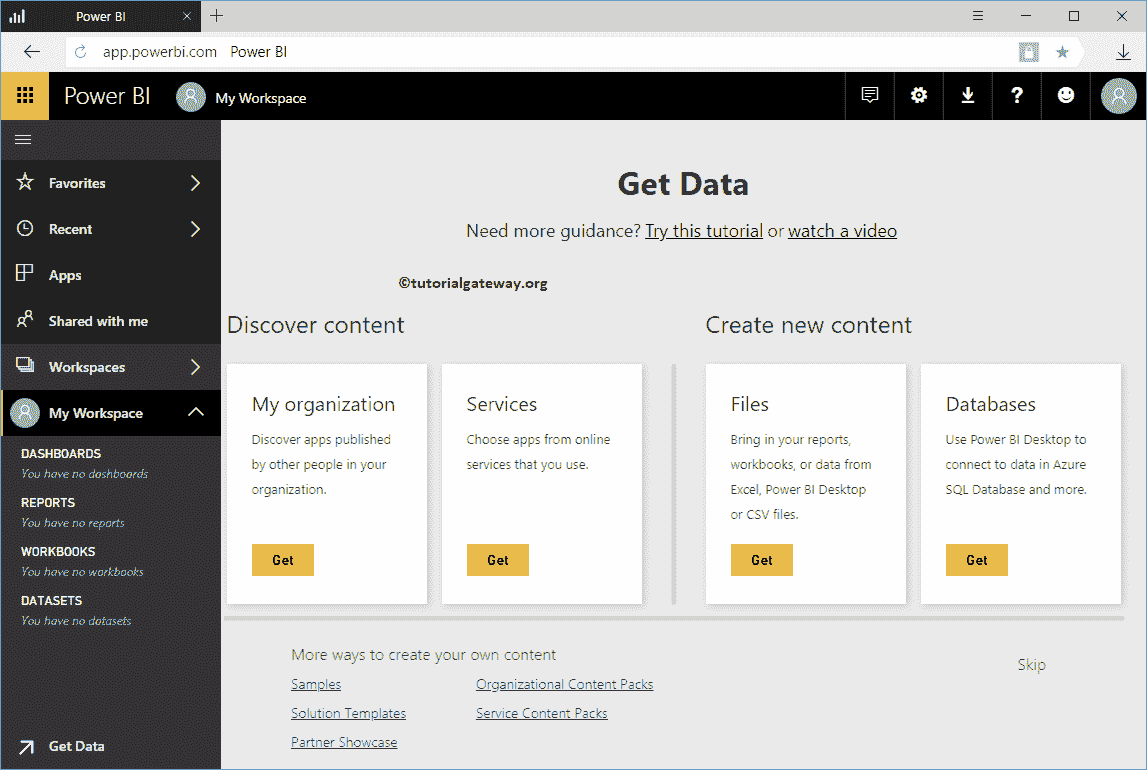 Power BI
app.powerbi.com Power BI
Power BI My Workspace
Favorites
Recent
Apps
Shared with me
Workspaces
My Workspace
DASHBOARDS
You have no dashboards
REPORTS
You have no reports
WORKBOOKS
You have no workbooks
DATASETS
You have no datasets
Get Data
Get Data
Need more guidance? Try this tutorial or watch a video
©tutorialgateway.org
Discover content
My organization
Discover apps published
by other people in your
organization.
Get
Services
Choose apps from online
services that you use.
Get
Create new content
Files
Bring in your reports,
workbooks, or data from
Excel, Power BI Desktop
or CSV files.
Get
Databases
Use Power BI Desktop to
connect to data in Azure
SQL Database and more.
Get
More ways to create your own content
Samples
Organizational Content Packs
Solution Templates
Service Content Packs
Partner Showcase
Skip